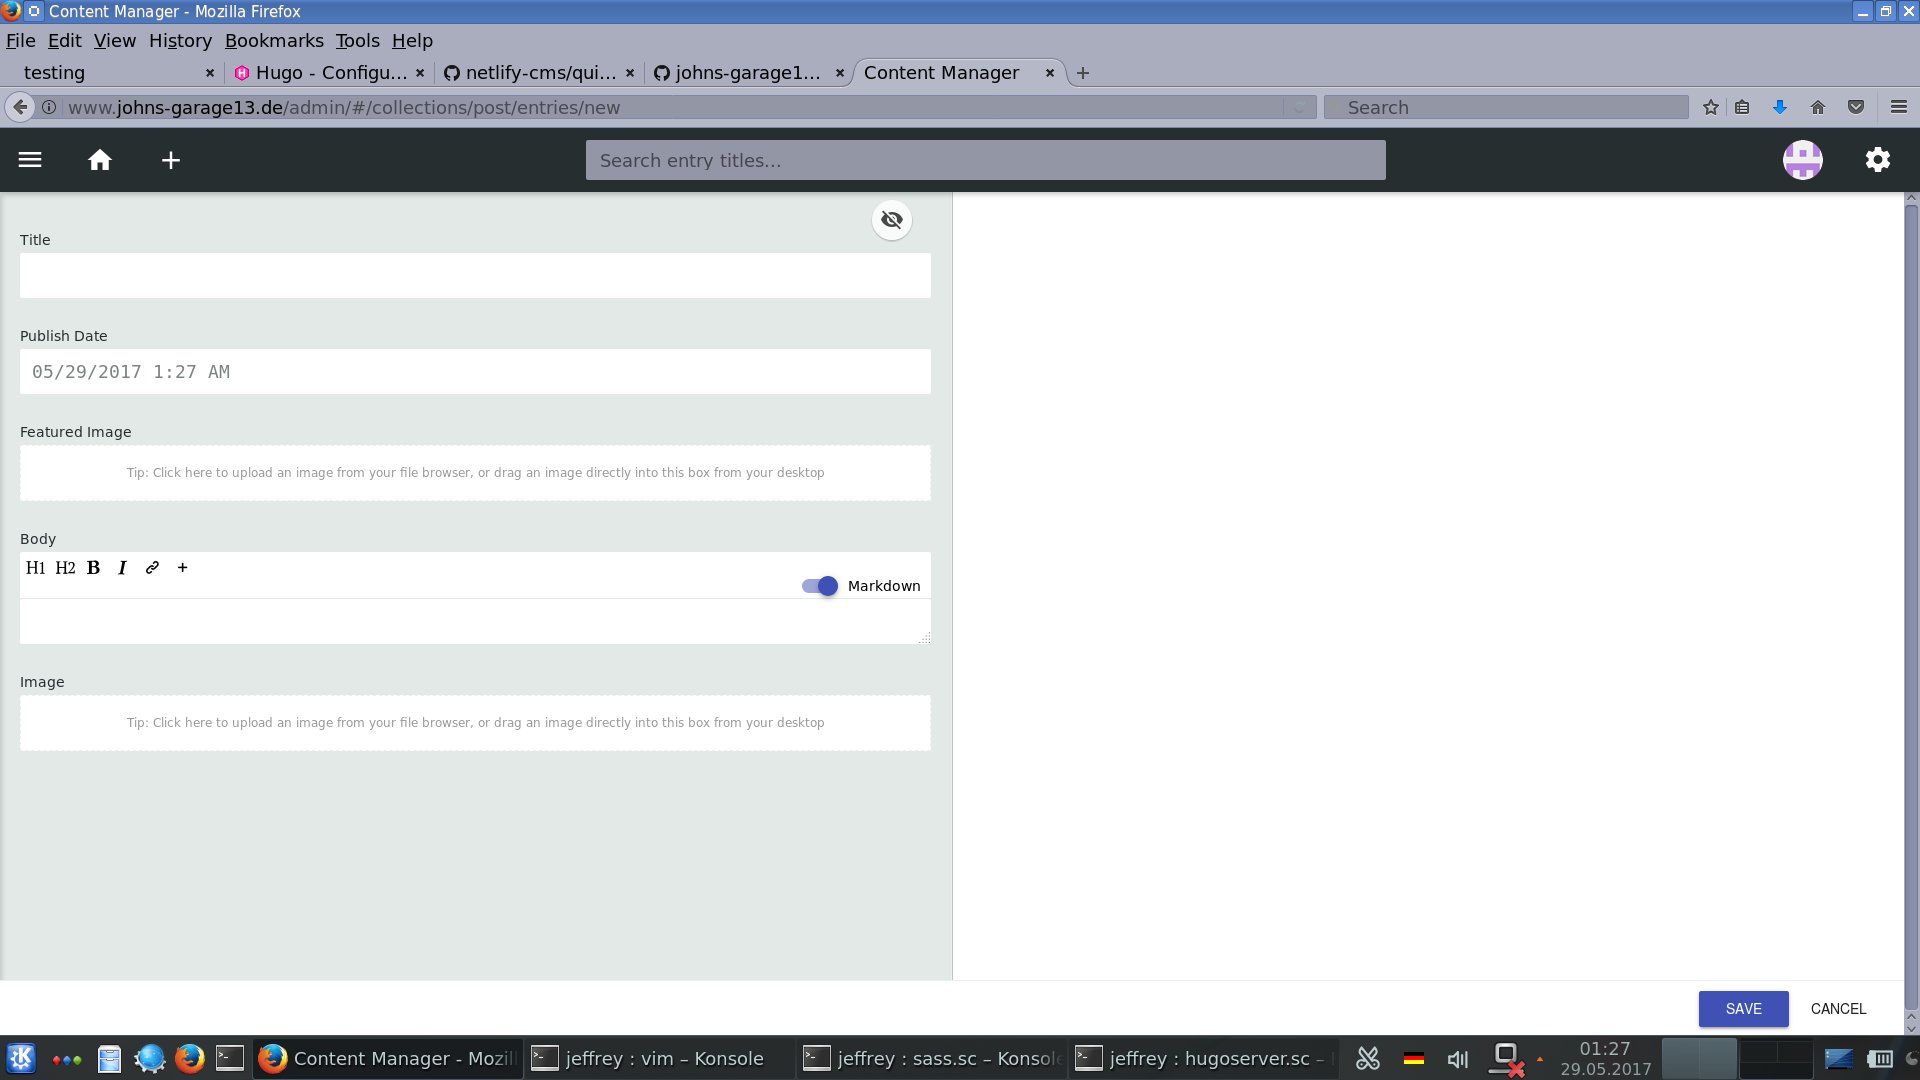 Content Manager - Mozilla Firefox
File Edit View History Bookmarks Tools Help
testing
Hugo - Configu...
netlify-cms/qui...
johns-garage1...
Content Manager
www.johns-garage13.de/admin/#/collections/post/entries/new
Search
Search entry titles...
Title
Publish Date
05/29/2017 1:27 AM
Featured Image
Tip: Click here to upload an image from your file browser, or drag an image directly into this box from your desktop
Body
H1 H2 B I +
Markdown
Image
Tip: Click here to upload an image from your file browser, or drag an image directly into this box from your desktop
SAVE CANCEL
Content Manager - Mozil
jeffrey : vim – Konsole
jeffrey : sass.sc – Konsol
jeffrey : hugoserver.sc –
01:27
29.05.2017